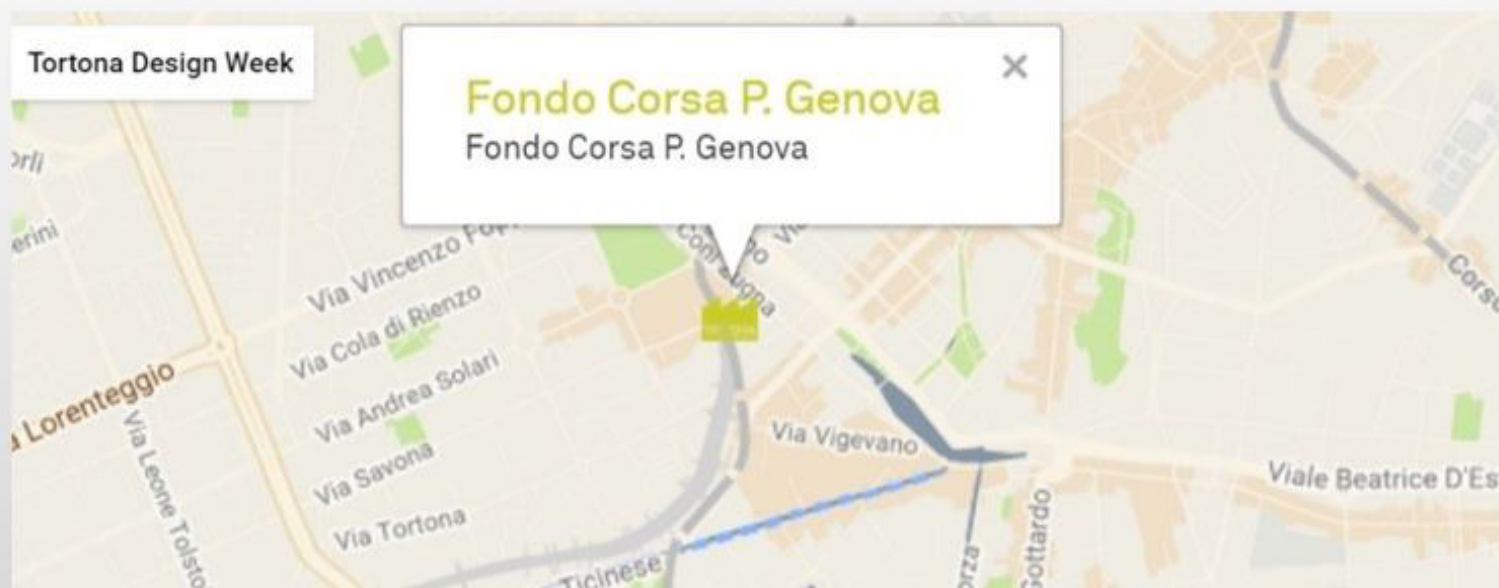 Tortona Design Week
Fondo Corsa P. Genova
Fondo Corsa P. Genova
Via Vincenzo
Via Cola di Rienzo
Via Andrea Solari
Lorenteggio
Via Leone
Via Savona
Via Tortona
Via Vigevano
Viale Beatrice D'Es
Ticinese
Gottardo